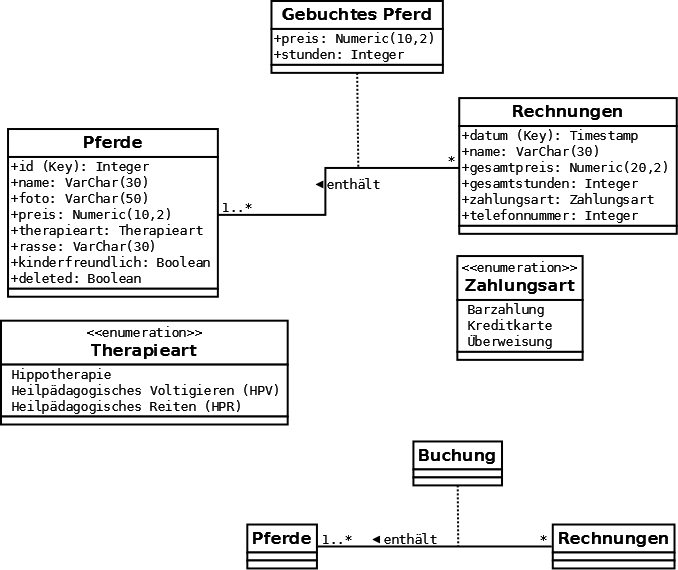 Gebuchtes Pferd
+preis: Numeric(10,2)
+stunden: Integer
Rechnungen
+datum (Key): Timestamp
+name: VarChar(30)
+gesamtpreis: Numeric(20,2)
+gesamtstunden: Integer
+zahlungsart: Zahlungsart
+telefonnummer: Integer
Pferde
+id (Key): Integer
+name: VarChar(30)
+foto: VarChar(50)
+preis: Numeric(10,2)
+therapieart: Therapieart
+rasse: VarChar(30)
+kinderfreundlich: Boolean
+deleted: Boolean
*
enthält
1..*
<<enumeration>>
Zahlungsart
Barzahlung
Kreditkarte
Überweisung
<<enumeration>>
Therapieart
Hippotherapie
Heilpädagogisches Voltigieren (HPV)
Heilpädagogisches Reiten (HPR)
Buchung
Pferde
1..*
enthält
*
Rechnungen